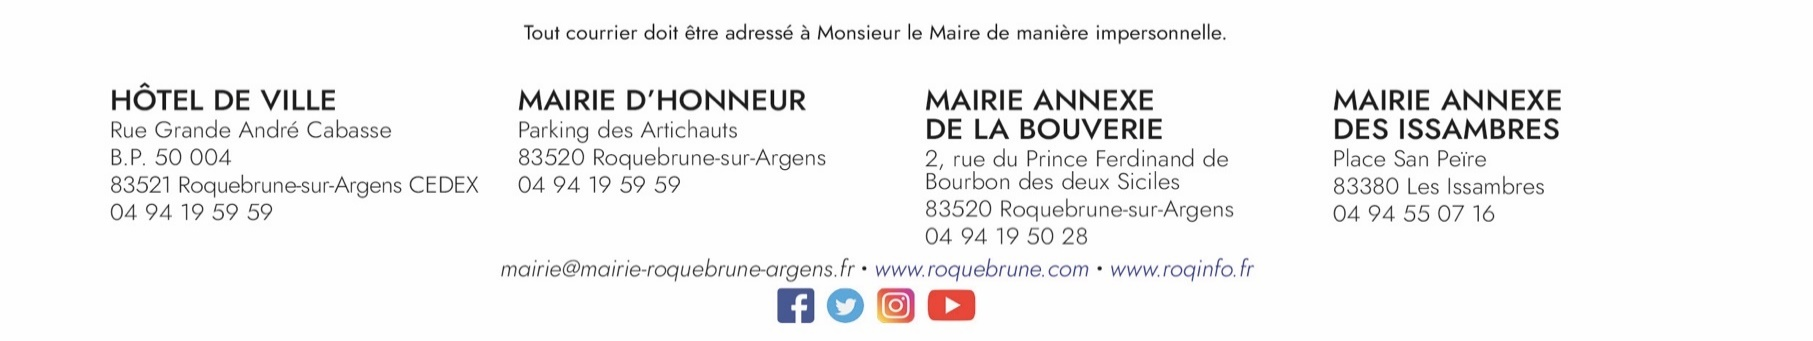 Tout courrier doit être adressé à Monsieur le Maire de manière impersonnelle.
HÔTEL DE VILLE
Rue Grande André Cabasse
B.P. 50 004
83521 Roquebrune-sur-Argens CEDEX
04 94 19 59 59
MAIRIE D'HONNEUR
Parking des Artichauts
83520 Roquebrune-sur-Argens
04 94 19 59 59
MAIRIE ANNEXE
DE LA BOUVERIE
2, rue du Prince Ferdinand de
Bourbon des deux Siciles
83520 Roquebrune-sur-Argens
04 94 19 50 28
MAIRIE ANNEXE
DES ISSAMBRES
Place San Peïre
83380 Les Issambres
04 94 55 07 16
mairie@mairie-roquebrune-argens.fr • www.roquebrune.com • www.roqinfo.fr